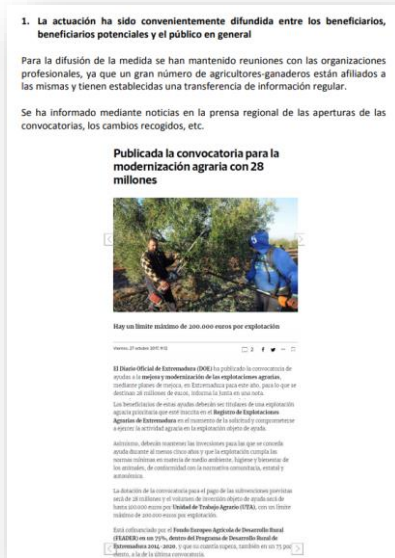 1. La actuación ha sido convenientemente difundida entre los beneficiarios,
beneficiarios potenciales y el público en general
Para la difusión de la medida se han mantenido reuniones con las organizaciones
profesionales, ya que un gran número de agricultores-ganaderos están afiliados a
las mismas y tienen establecidas una transferencia de información regular.
Se ha informado mediante noticias en la prensa regional de las aperturas de las
convocatorias, los cambios recogidos, etc.
Publicada la convocatoria para la
modernización agraria con 28
millones
Hay un límite máximo de 200.000 euros por explotación
Viernes, 27 octubre 2017
El Diario Oficial de Extremadura (DOE) ha publicado la convocatoria de
ayudas a la mejora y modernización de las explotaciones agrarias,
mediante planes de mejora, en Extremadura para este año, para lo que se
destinan 28 millones de euros, informa la Junta en una nota
Los beneficiarios de estas ayudas deberán ser titulares de una explotación
agraria prioritaria que esté inscrita en el Registro de Explotaciones
Agrarias de Extremadura en el momento de la solicitud y comprometerse
a ejercer la actividad agraria en la explotación objeto de ayuda.
Asimismo, deberán mantener las inversiones para las que se conceda
ayuda durante al menos cinco años y que la explotación cumpla las
normas mínimas en materia de medio ambiente, higiene y bienestar de
los animales, de conformidad con la normativa comunitaria, estatal y
autonómica.
La dotación de la convocatoria para el pago de las subvenciones previstas
será de 28 millones y el volumen de inversión objeto de ayuda será de
hasta 100.000 euros por Unidad de Trabajo Agrario (UTA), con un límite
máximo de 200.000 euros por explotación.
Está cofinanciado por el Fondo Europeo Agrícola de Desarrollo Rural
(FEADER) en un 75%, dentro del Programa de Desarrollo Rural de
Extremadura 2014-2020, y que su cuantía supera, también en un 75 por
ciento, a la de la última convocatoria.